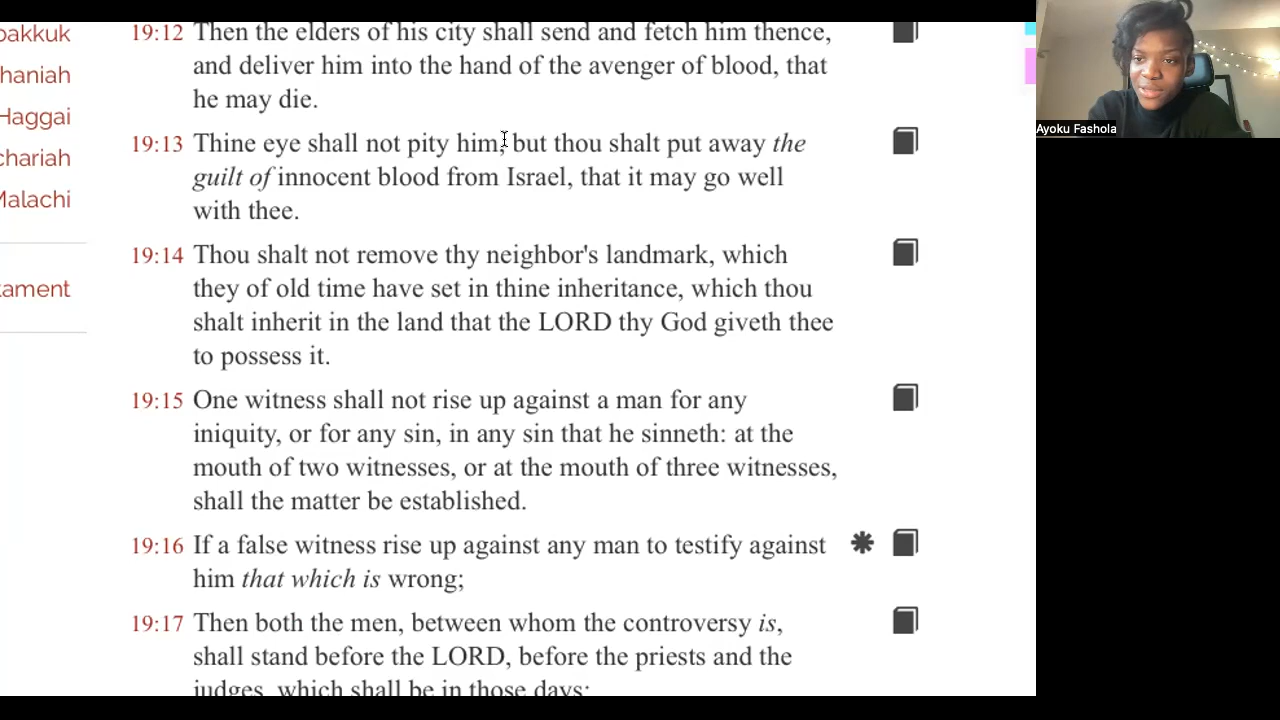 oakkuk
haniah
Haggai
chariah
Malachi
tament
19:12 Then the elders of his city shall send and fetch him thence,
and deliver him into the hand of the avenger of blood, that
he may die.
19:13 Thine eye shall not pity him, but thou shalt put away the
guilt of innocent blood from Israel, that it may go well
with thee.
19:14 Thou shalt not remove thy neighbor's landmark, which
they of old time have set in thine inheritance, which thou
shalt inherit in the land that the LORD thy God giveth thee
to possess it.
19:15 One witness shall not rise up against a man for any
iniquity, or for any sin, in any sin that he sinneth: at the
mouth of two witnesses, or at the mouth of three witnesses,
shall the matter be established.
19:16 If a false witness rise up against any man to testify against
him that which is wrong;
19:17 Then both the men, between whom the controversy is,
shall stand before the LORD, before the priests and the
judges, which shall be in those days;
Ayoku Fashola